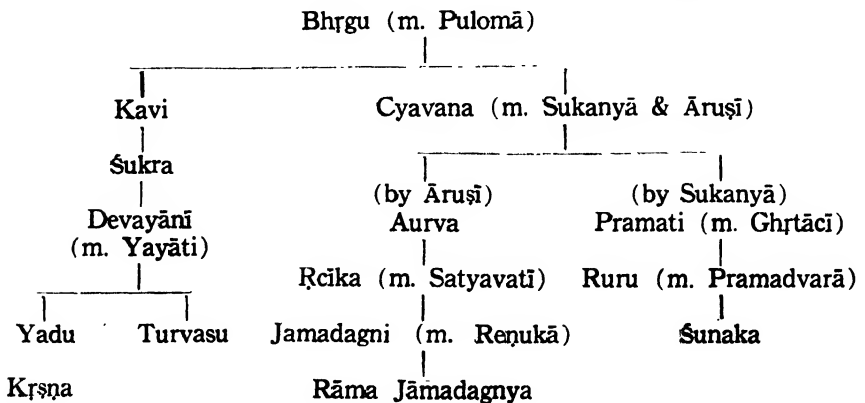 Bhṛgu (m. Pulomā)
Kavi Cyavana (m. Sukanyā & Āruṣī)
Śukra
(by Āruṣī) (by Sukanyā)
Devayānī Aurva Pramati (m. Ghṛtācī)
(m. Yayāti)
Ṛcīka (m. Satyavatī) Ruru (m. Pramadvarā)
Yadu Turvasu Jamadagni (m. Reṇukā) Śunaka
Kṛṣṇa Rāma Jāmadagnya